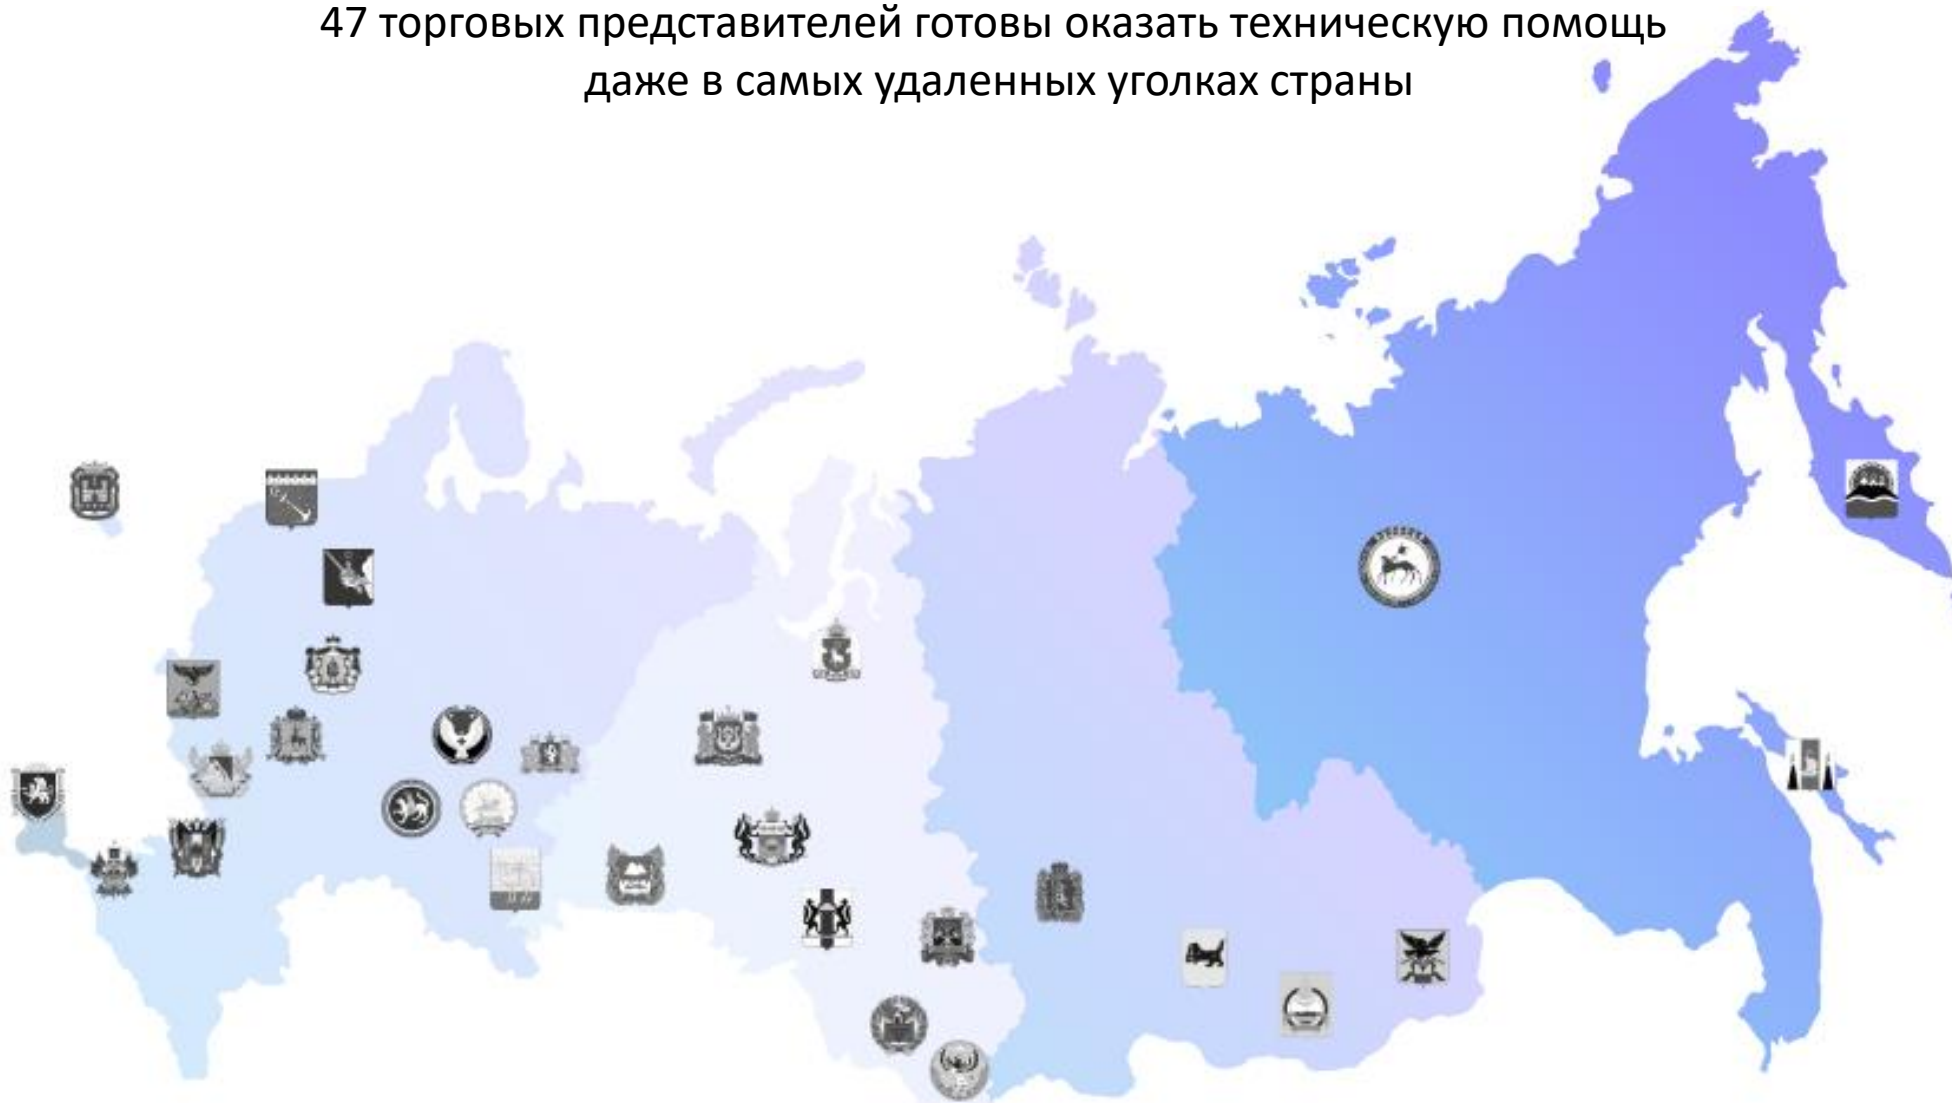 47 торговых представителей готовы оказать техническую помощь
даже в самых удаленных уголках страны